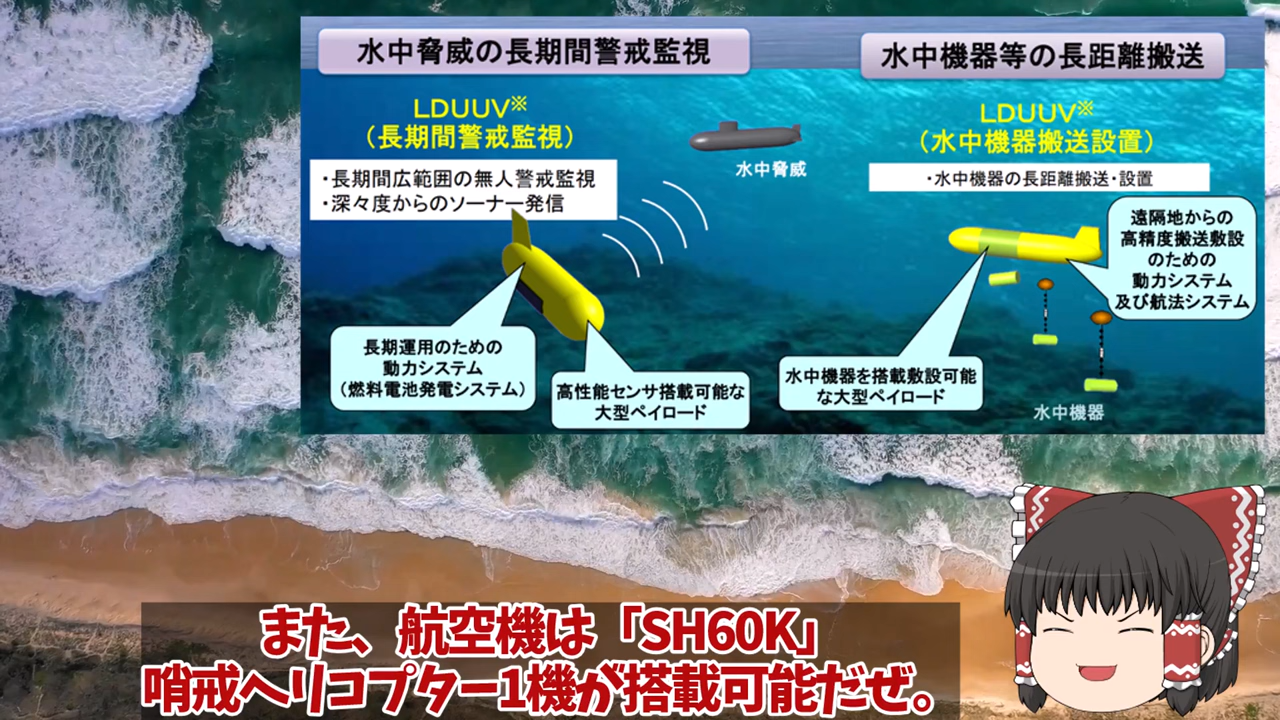 水中脅威の長期間警戒監視
LDUUV※
（長期間警戒監視）
・長期間広範囲の無人警戒監視
・深々度からのソーナー発信
水中脅威
長期運用のための
動力システム
（燃料電池発電システム）
高性能センサ搭載可能な
大型ペイロード
水中機器等の長距離搬送
LDUUV※
（水中機器搬送設置）
・水中機器の長距離搬送・設置
遠隔地からの
高精度搬送敷設
のための
動力システム
及び航法システム
水中機器を搭載敷設可能
な大型ペイロード
水中機器
また、航空機は「SH60K」
哨戒ヘリコプター1機が搭載可能だぜ。